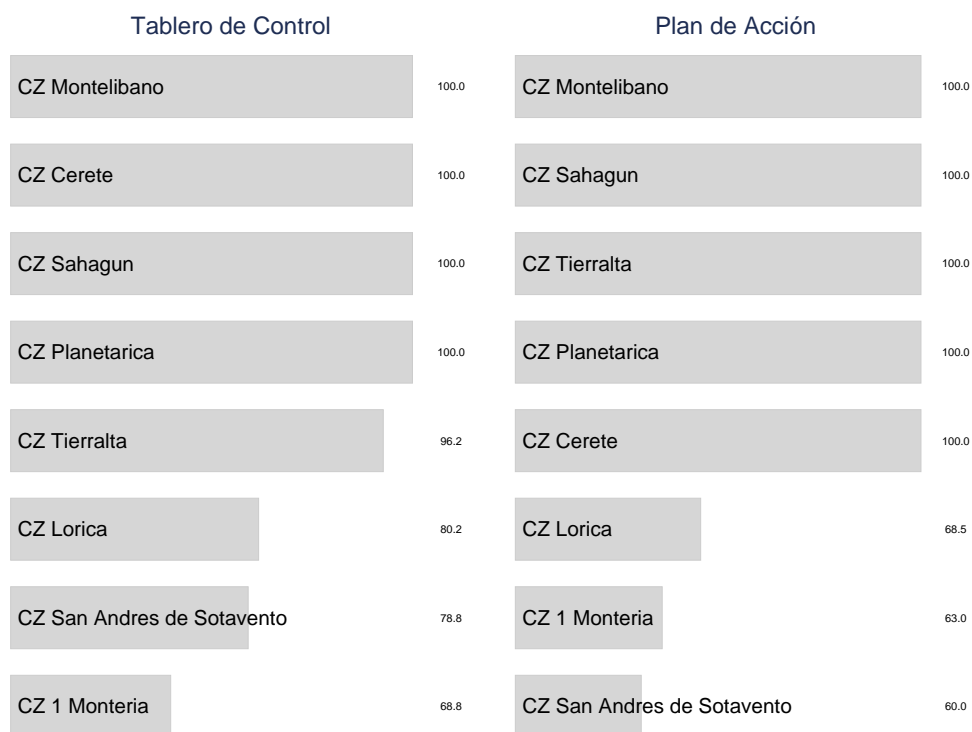 Tablero de Control
CZ Montelibano 100.0
CZ Cerete 100.0
CZ Sahagun 100.0
CZ Planetarica 100.0
CZ Tierralta 96.2
CZ Lorica 80.2
CZ San Andres de Sotavento 78.8
CZ 1 Monteria 68.8
Plan de Acción
CZ Montelibano 100.0
CZ Sahagun 100.0
CZ Tierralta 100.0
CZ Planetarica 100.0
CZ Cerete 100.0
CZ Lorica 68.5
CZ 1 Monteria 63.0
CZ San Andres de Sotavento 60.0